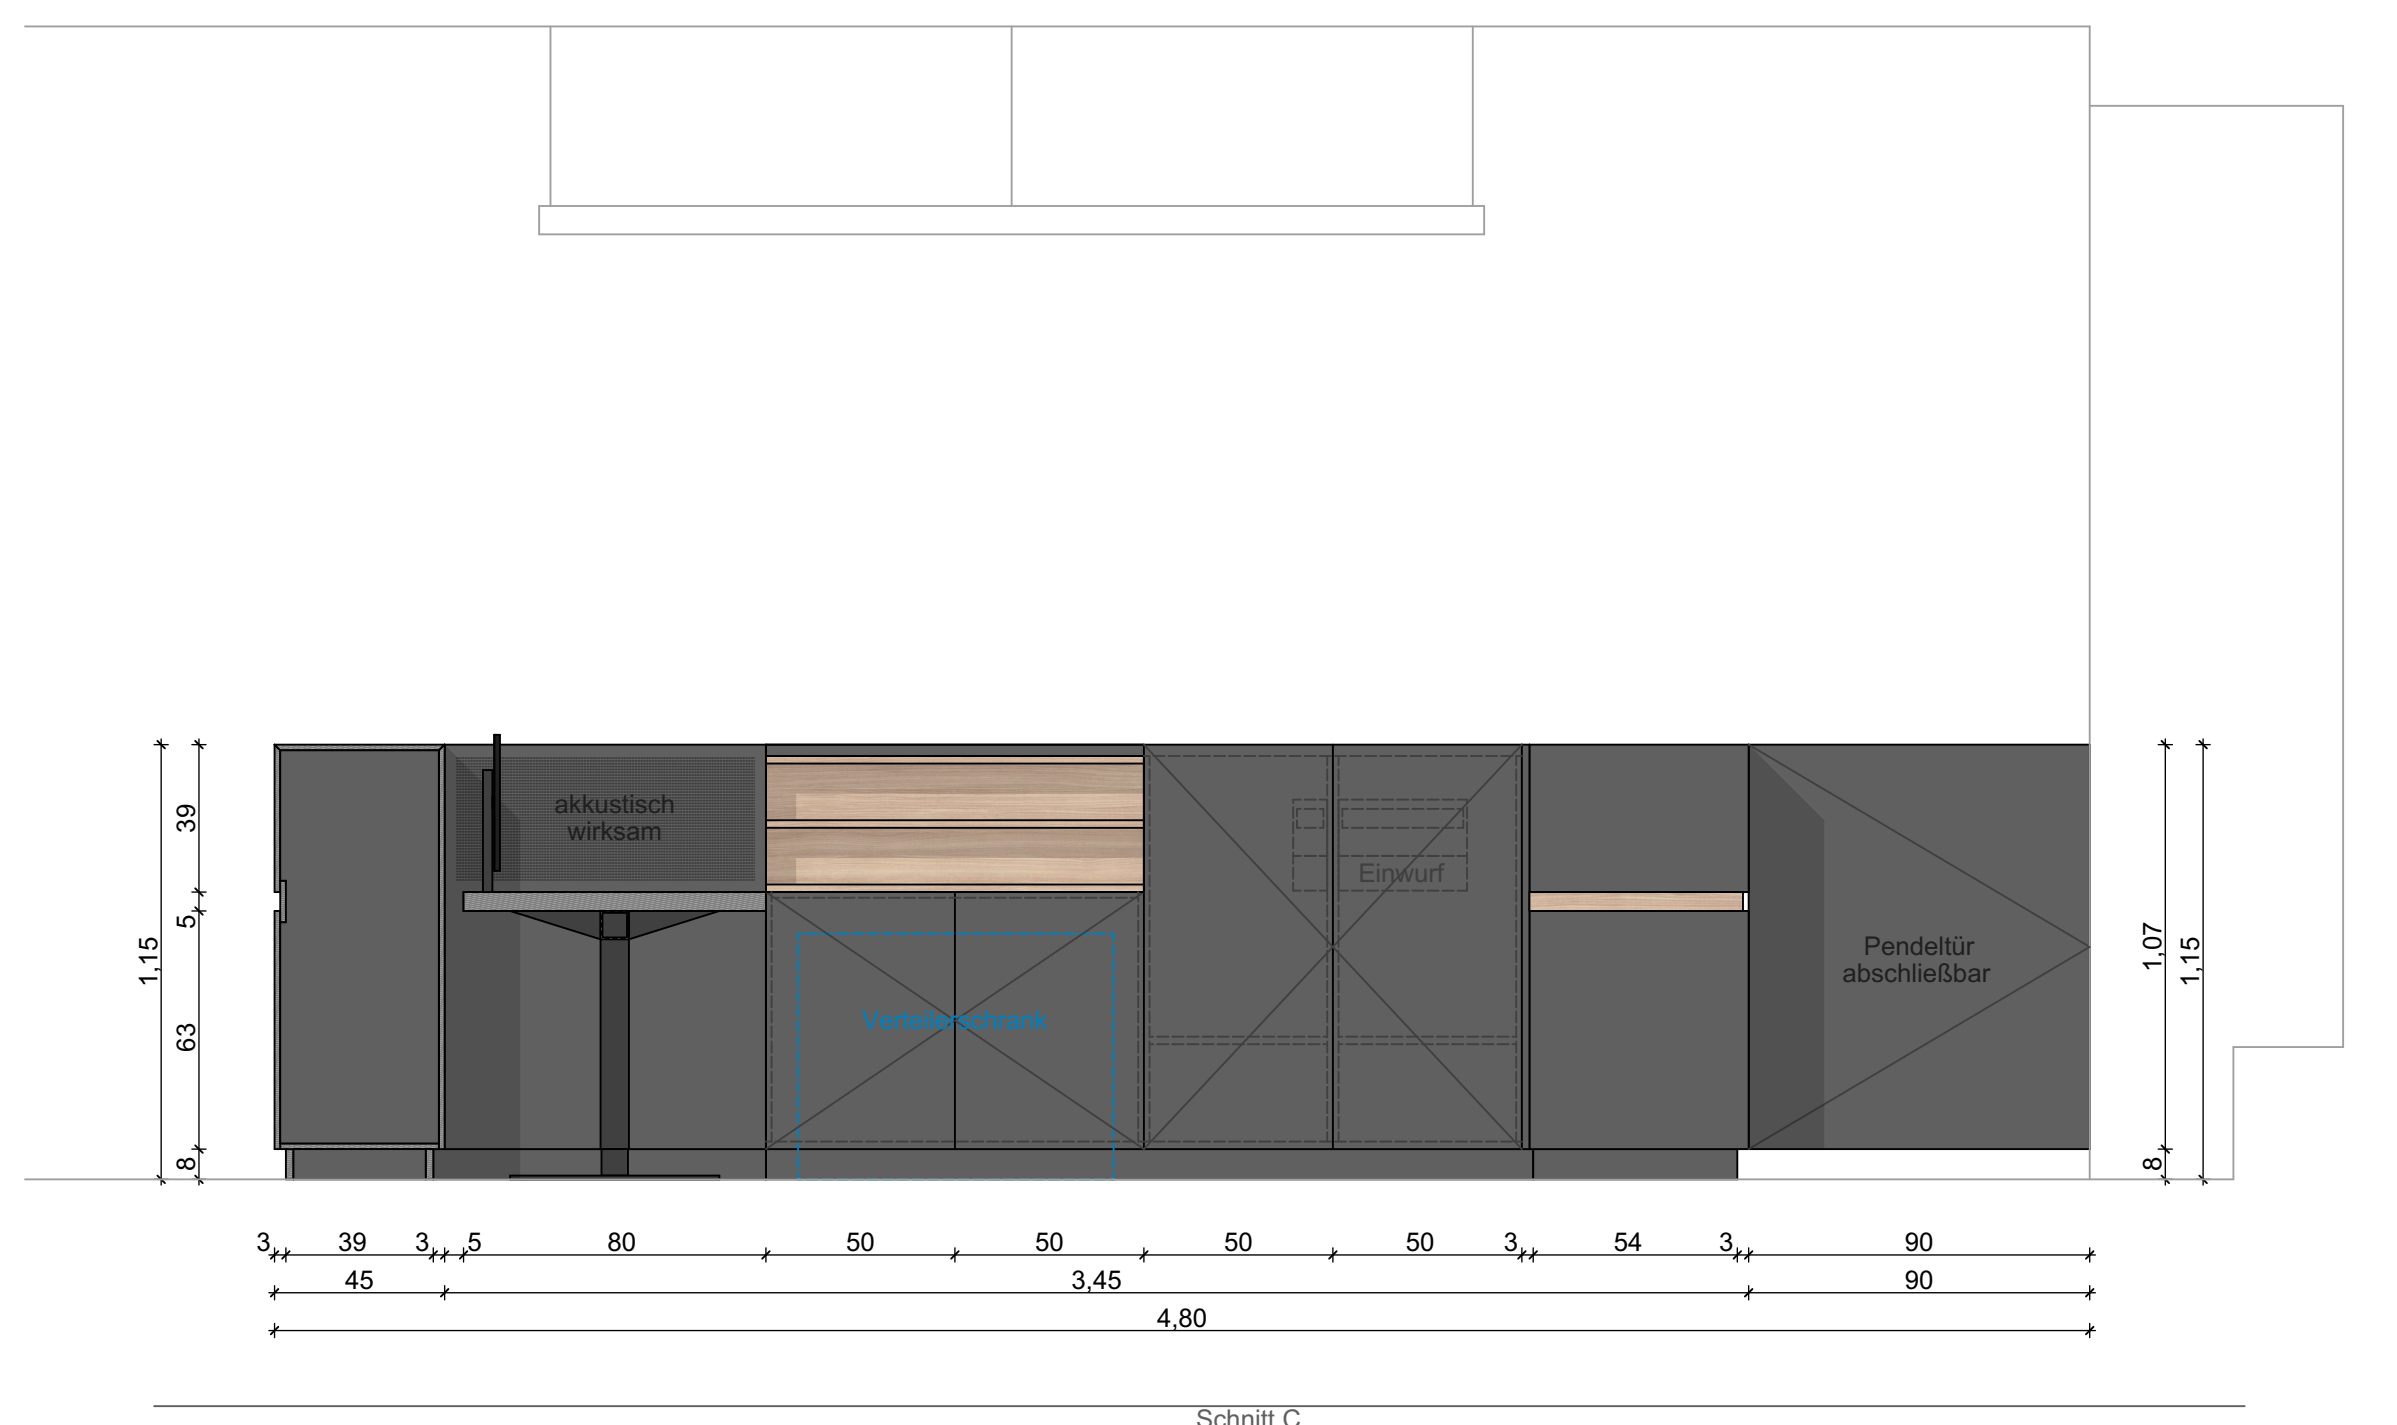 akkustisch
wirksam
Einwurf
Pendeltür
abschließbar
Verteilerschrank
1,15
39
5
63
8
1,07
8
1,15
3 39 3 5 80 50 50 50 50 3 54 3 90
45 3,45 90
4,80
Schnitt C